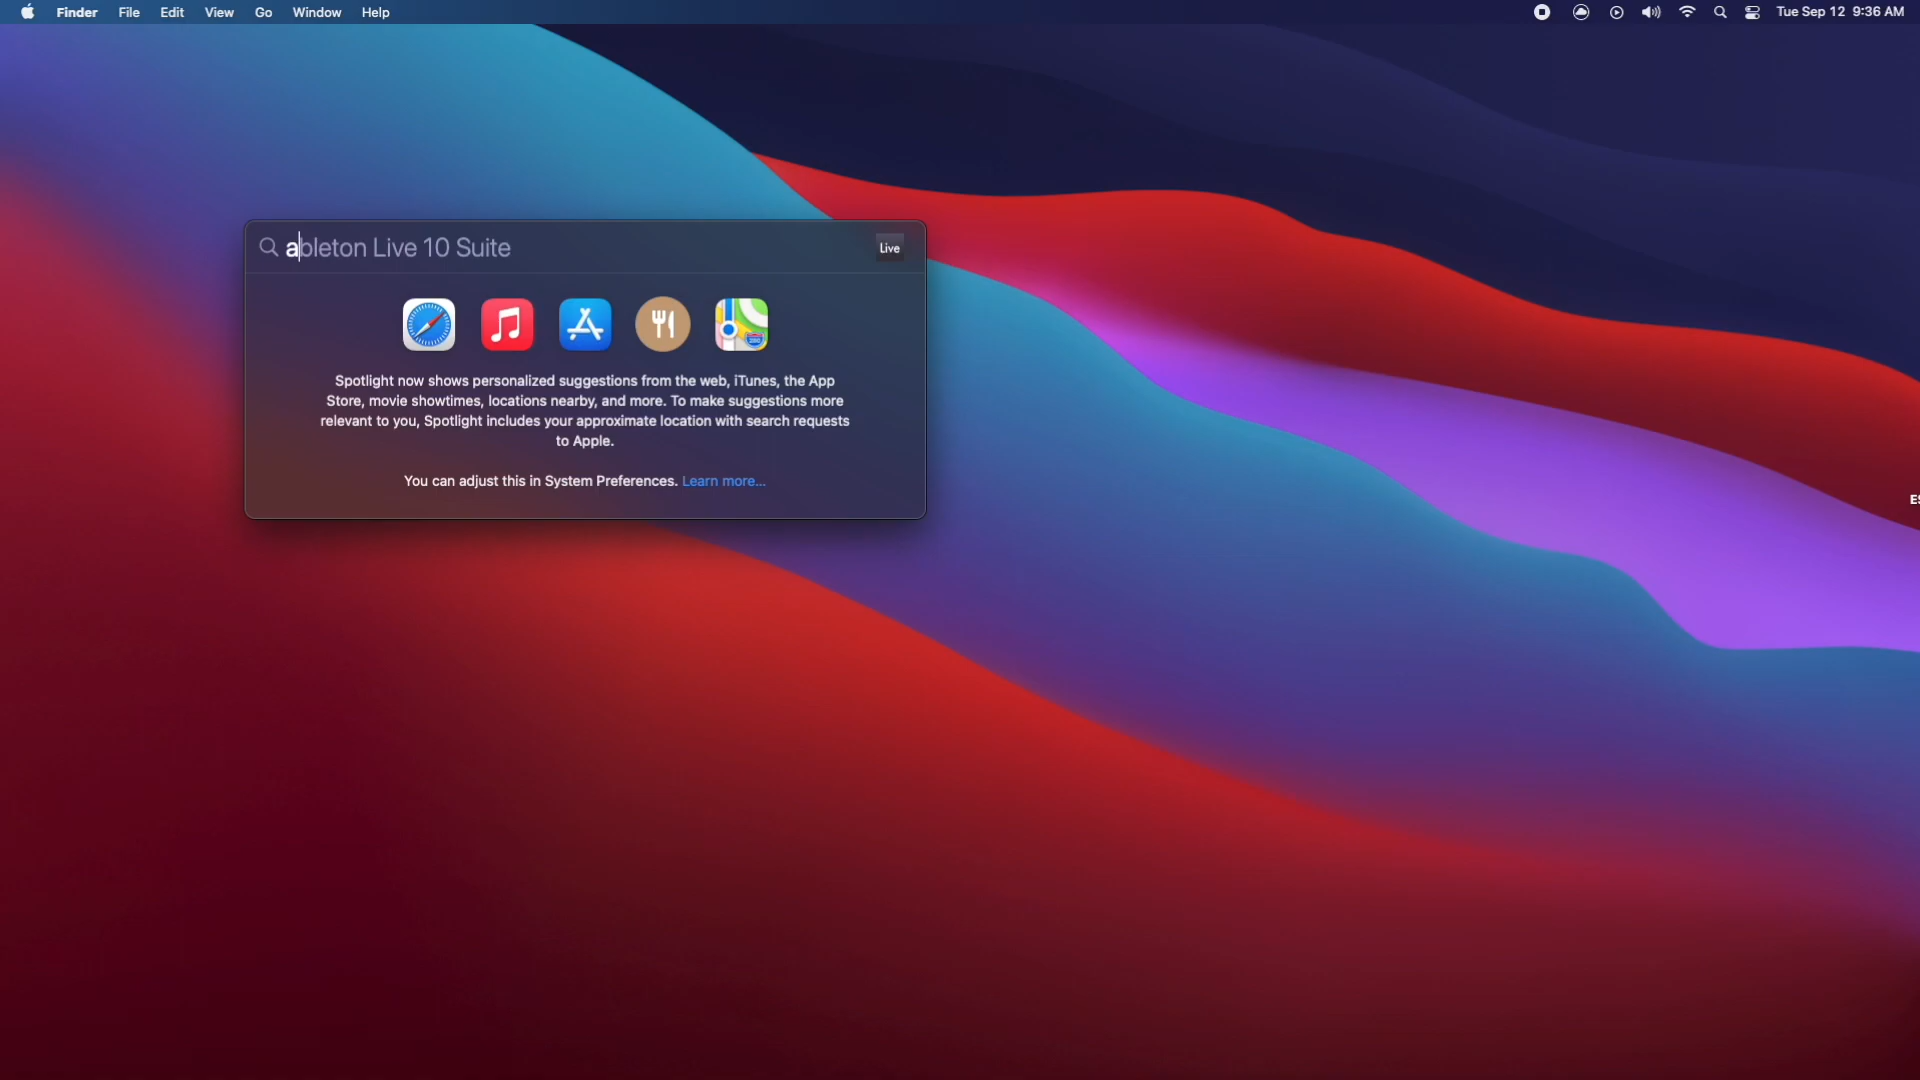 Finder File Edit View Go Window Help Tue Sep 12 9:36 AM
ableton Live 10 Suite Live
Spotlight now shows personalized suggestions from the web, iTunes, the App
Store, movie showtimes, locations nearby, and more. To make suggestions more
relevant to you, Spotlight includes your approximate location with search requests
to Apple.
You can adjust this in System Preferences. Learn more...